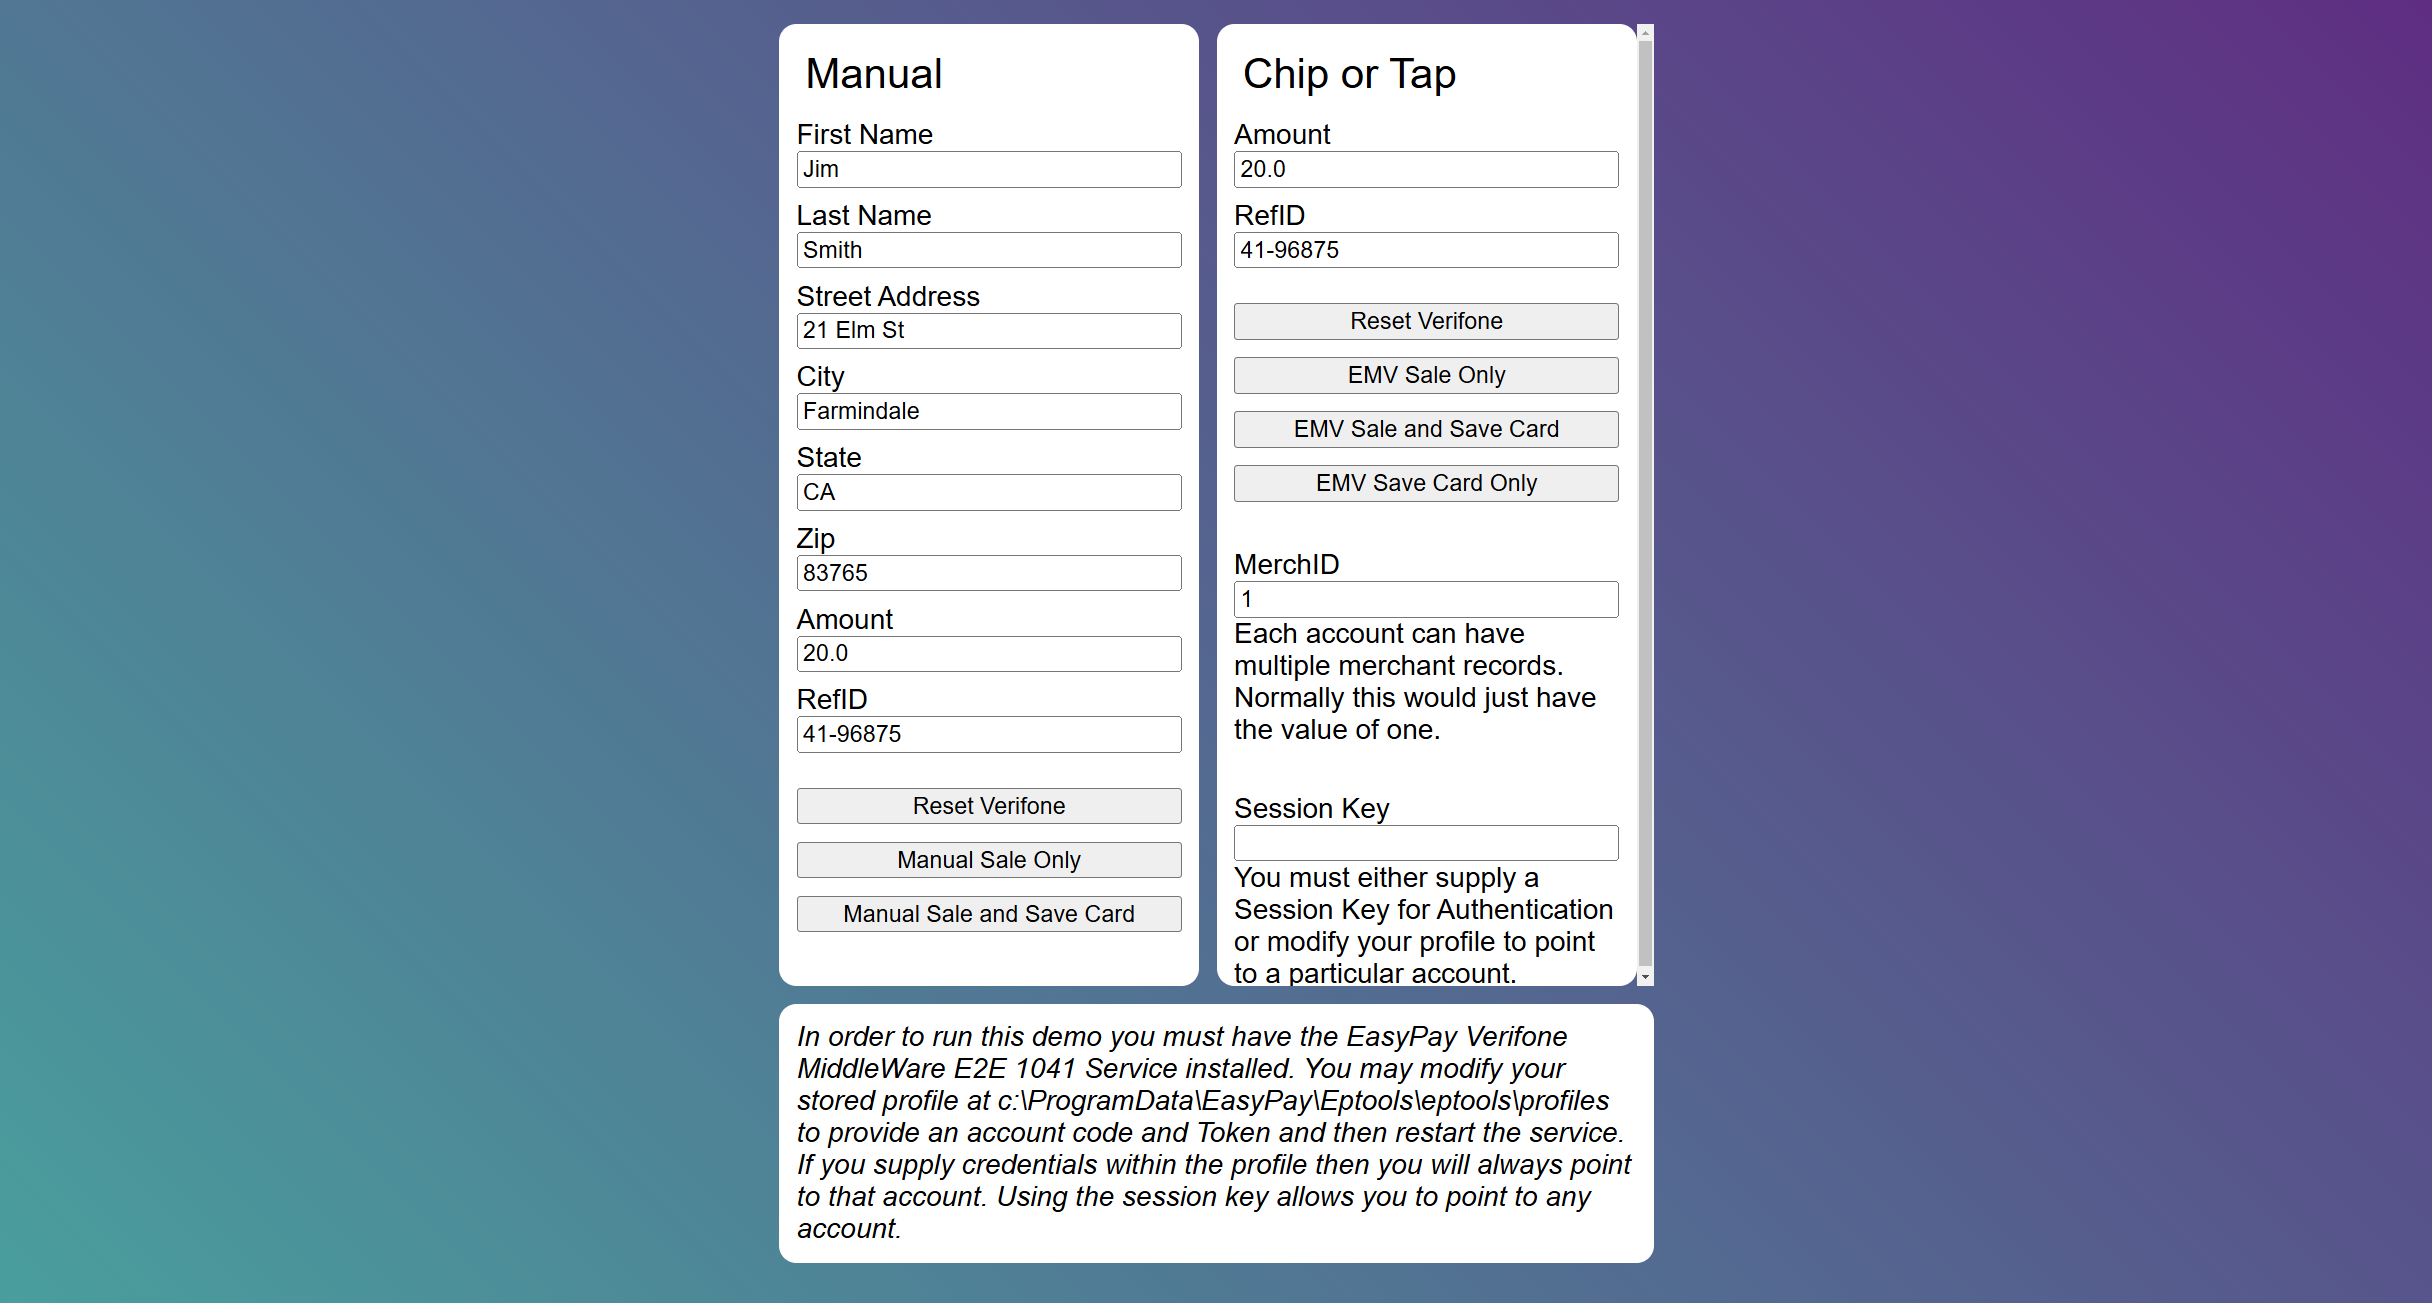 Manual
First Name
Jim
Last Name
Smith
Street Address
21 Elm St
City
Farmindale
State
CA
Zip
83765
Amount
20.0
RefID
41-96875
Reset Verifone
Manual Sale Only
Manual Sale and Save Card
Chip or Tap
Amount
20.0
RefID
41-96875
Reset Verifone
EMV Sale Only
EMV Sale and Save Card
EMV Save Card Only
MerchID
1
Each account can have
multiple merchant records.
Normally this would just have
the value of one.
Session Key
You must either supply a
Session Key for Authentication
or modify your profile to point
to a particular account.
In order to run this demo you must have the EasyPay Verifone
MiddleWare E2E 1041 Service installed. You may modify your
stored profile at c:\ProgramData\EasyPay\Eptools\eptools\profiles
to provide an account code and Token and then restart the service.
If you supply credentials within the profile then you will always point
to that account. Using the session key allows you to point to any
account.